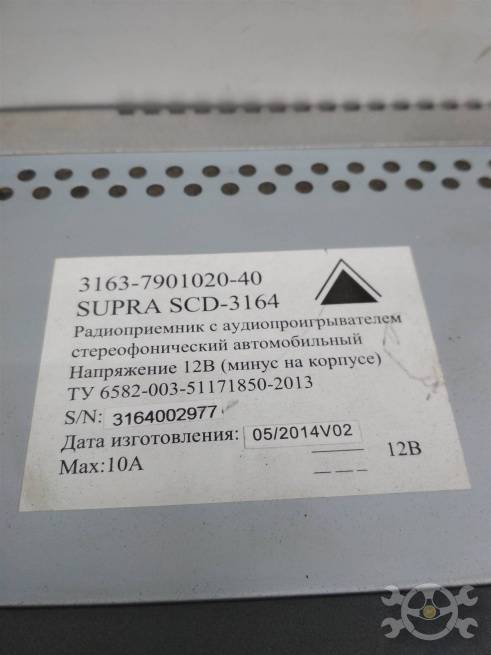 3163-7901020-40
SUPRA SCD-3164
Радиоприемник с аудиопроигрывателем
стереофонический автомобильный
Напряжение 12В (минус на корпусе)
ТУ 6582-003-51171850-2013
S/N: 3164002977
Дата изготовления: 05/2014V02
Max:10A 12В